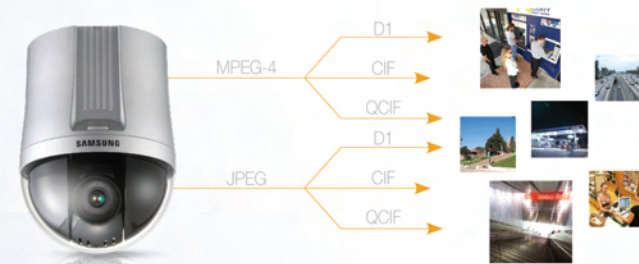 D1
MPEG-4
CIF
QCIF
SAMSUNG
D1
JPEG
CIF
QCIF